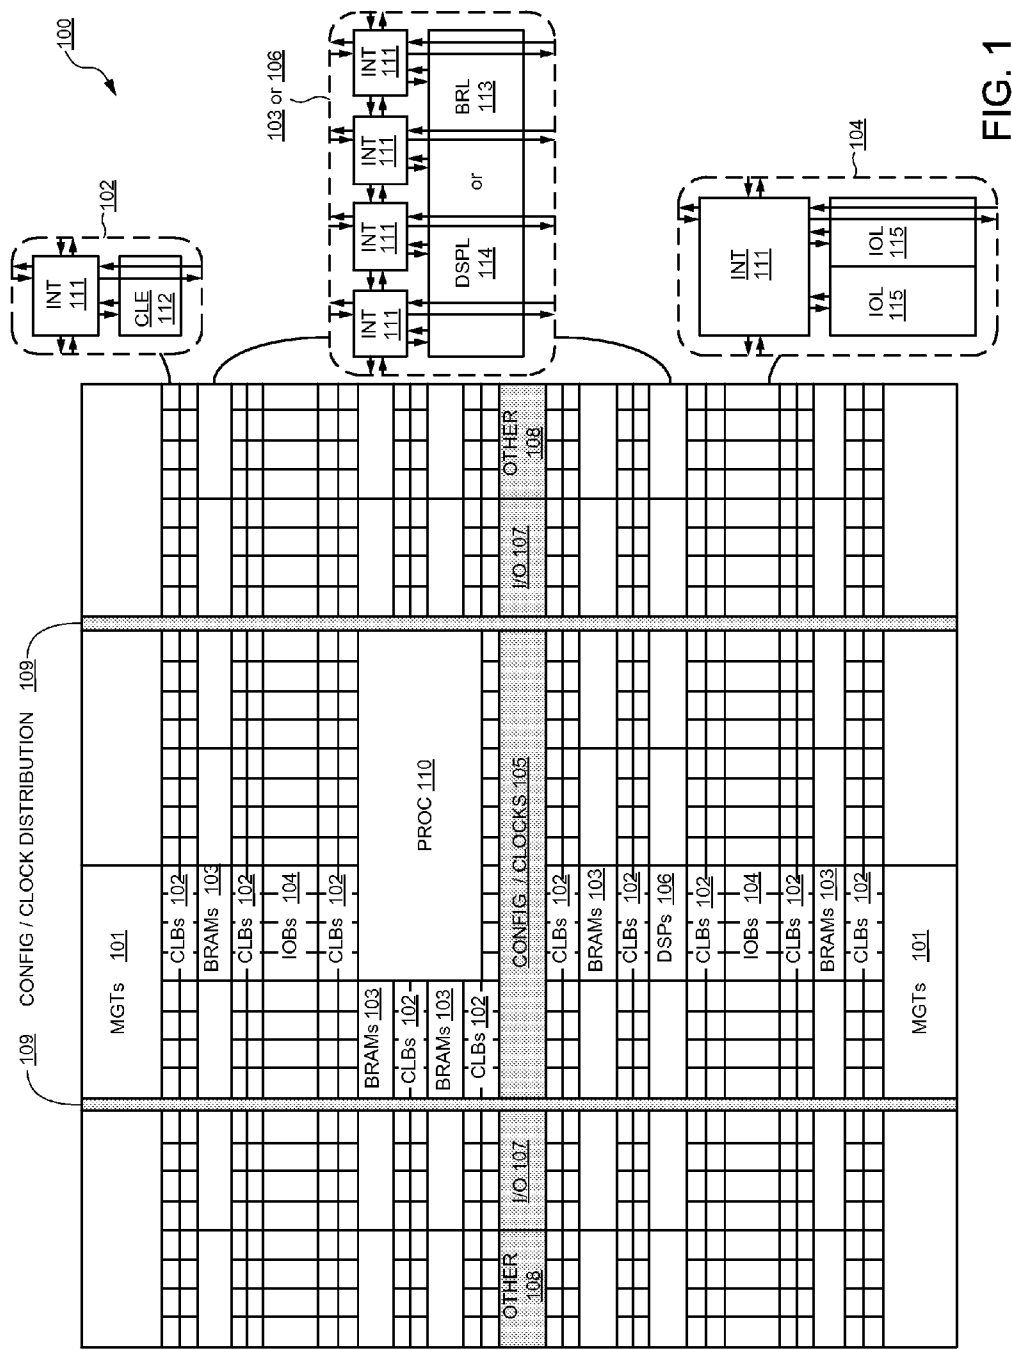 100
102
INT
111
CLE
112
103 or 106
INT
111
INT
111
INT
111
INT
111
DSPL
114
or
BRL
113
104
INT
111
IOL
115
IOL
115
109
CONFIG / CLOCK DISTRIBUTION
109
MGTs 101
CLBs 102
BRAMs 103
CLBs 102
IOBs 104
CLBs 102
BRAMs 103
CLBs 102
BRAMs 103
CLBs 102
PROC 110
OTHER
108
I/O 107
CONFIG / CLOCKS 105
I/O 107
OTHER
108
CLBs 102
BRAMs 103
CLBs 102
DSPs 106
CLBs 102
IOBs 104
CLBs 102
BRAMs 103
CLBs 102
MGTs 101
FIG. 1